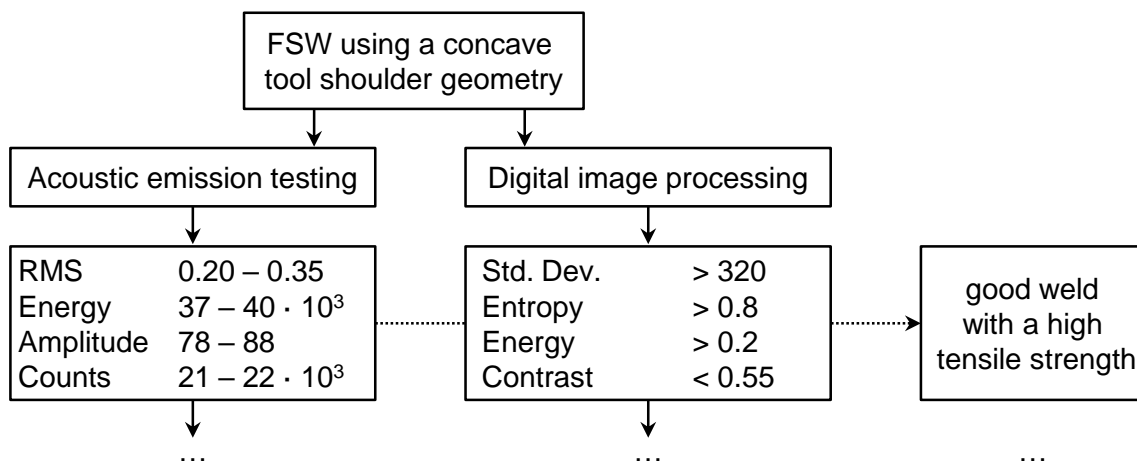 FSW using a concave
tool shoulder geometry
Acoustic emission testing
Digital image processing
RMS 0.20 – 0.35
Energy 37 – 40 · 10³
Amplitude 78 – 88
Counts 21 – 22 · 10³
Std. Dev. > 320
Entropy > 0.8
Energy > 0.2
Contrast < 0.55
good weld
with a high
tensile strength
... ... ...